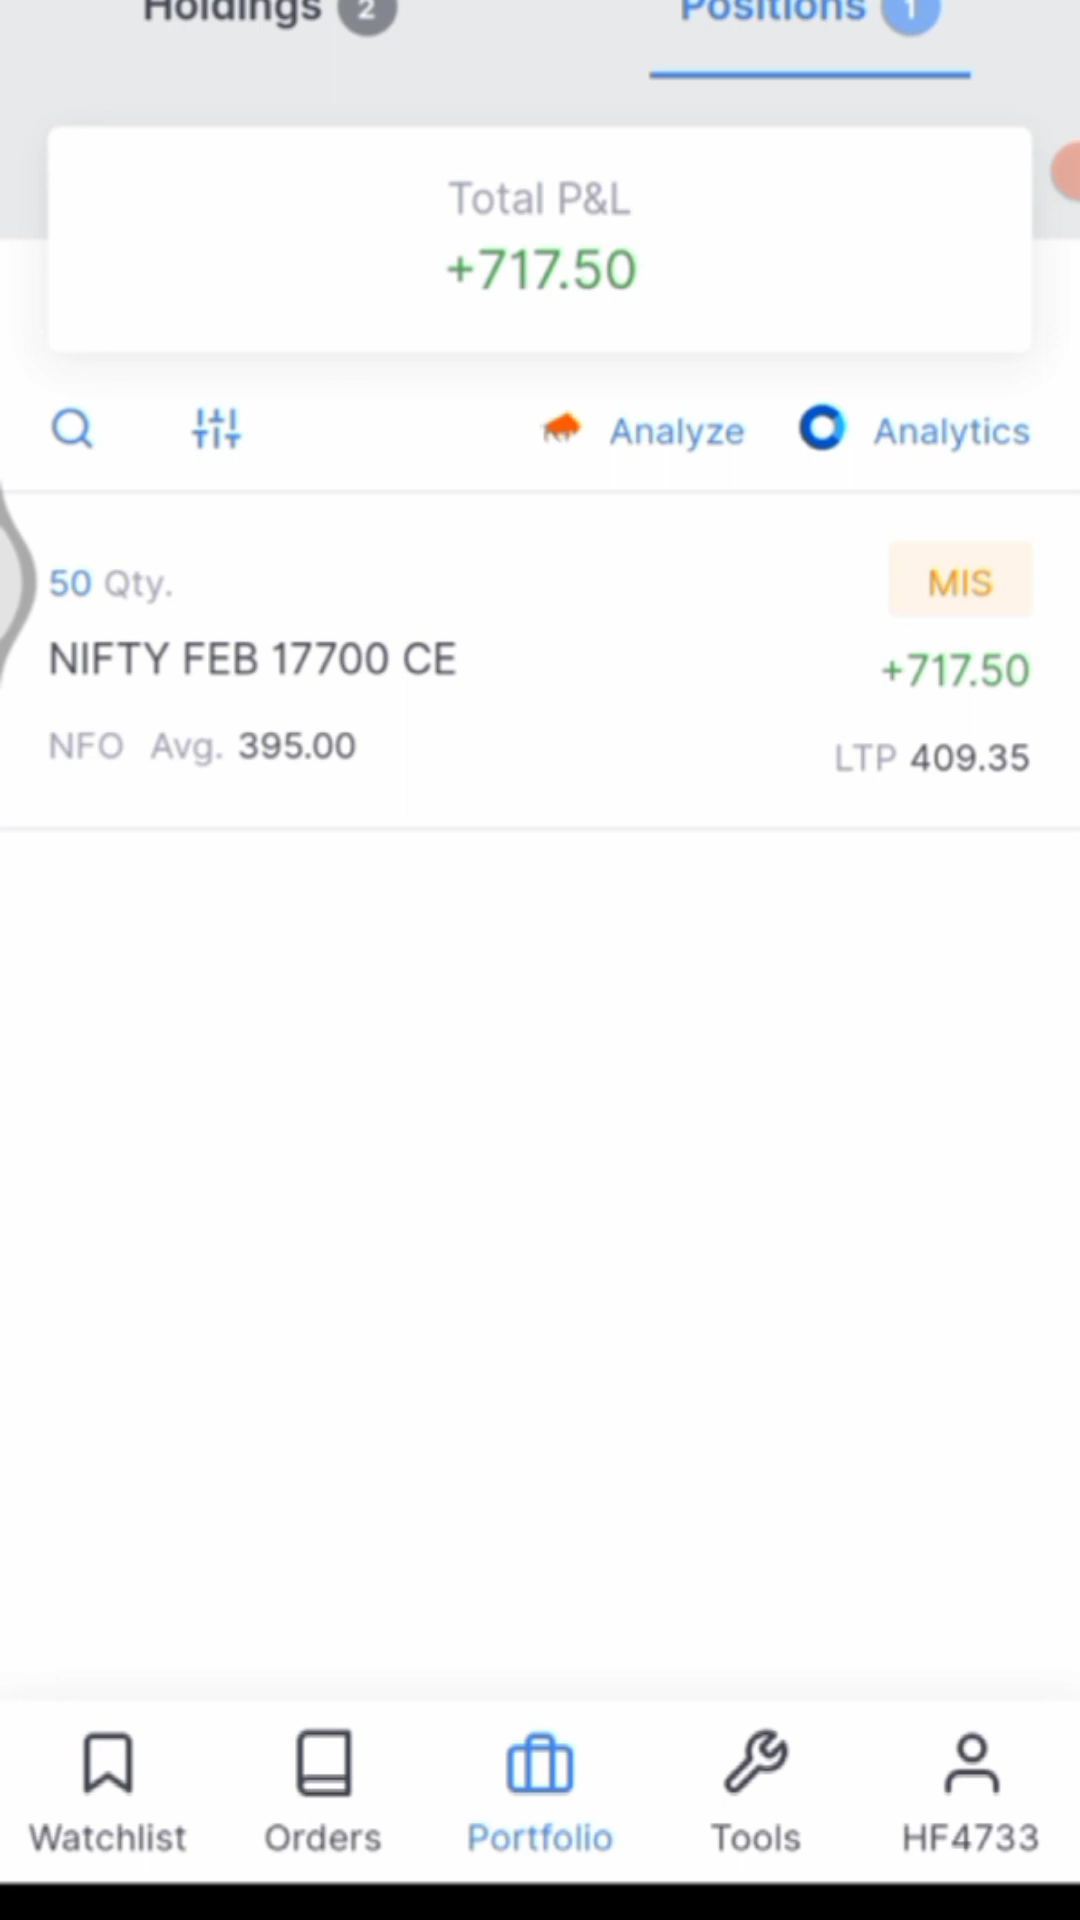 Holdings 2 Positions 1
Total P&L
+717.50
Analyze Analytics
50 Qty. MIS
NIFTY FEB 17700 CE +717.50
NFO Avg. 395.00 LTP 409.35
Watchlist Orders Portfolio Tools HF4733